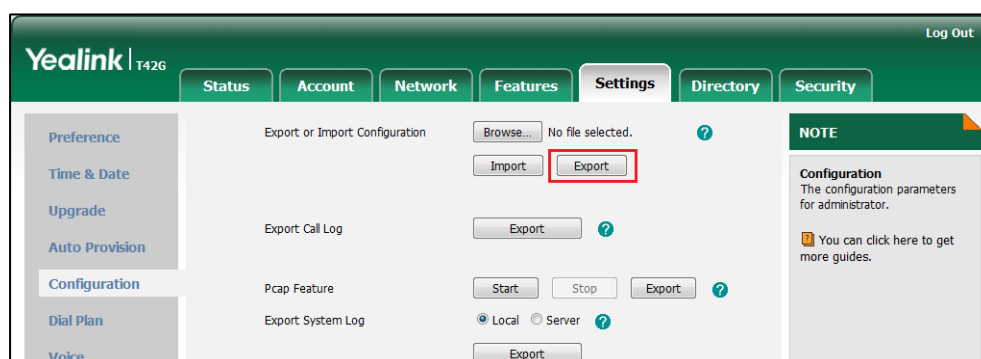 Log Out
Yealink T42G
Status Account Network Features Settings Directory Security
Preference
Time & Date
Upgrade
Auto Provision
Configuration
Dial Plan
Voice
Export or Import Configuration Browse... No file selected. ?
Import Export
Export Call Log Export ?
Pcap Feature Start Stop Export ?
Export System Log Local Server ?
Export
NOTE
Configuration
The configuration parameters
for administrator.
? You can click here to get
more guides.